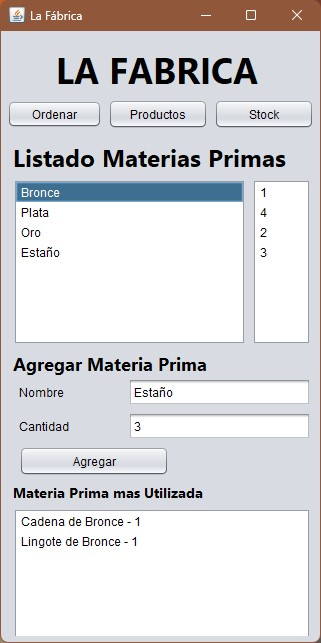 La Fábrica
LA FABRICA
Ordenar Productos Stock
Listado Materias Primas
Bronce 1
Plata 4
Oro 2
Estaño 3
Agregar Materia Prima
Nombre Estaño
Cantidad 3
Agregar
Materia Prima mas Utilizada
Cadena de Bronce - 1
Lingote de Bronce - 1